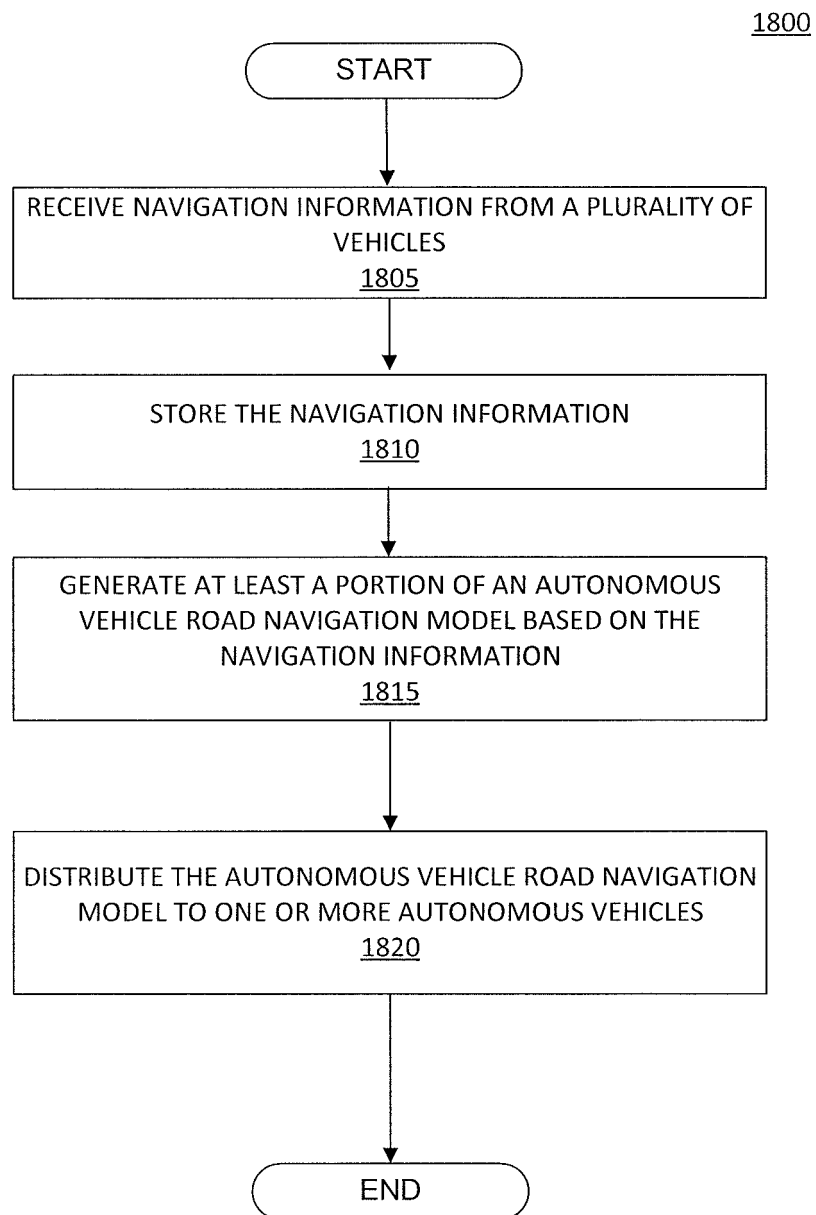 1800
START
RECEIVE NAVIGATION INFORMATION FROM A PLURALITY OF
VEHICLES
1805
STORE THE NAVIGATION INFORMATION
1810
GENERATE AT LEAST A PORTION OF AN AUTONOMOUS
VEHICLE ROAD NAVIGATION MODEL BASED ON THE
NAVIGATION INFORMATION
1815
DISTRIBUTE THE AUTONOMOUS VEHICLE ROAD NAVIGATION
MODEL TO ONE OR MORE AUTONOMOUS VEHICLES
1820
END